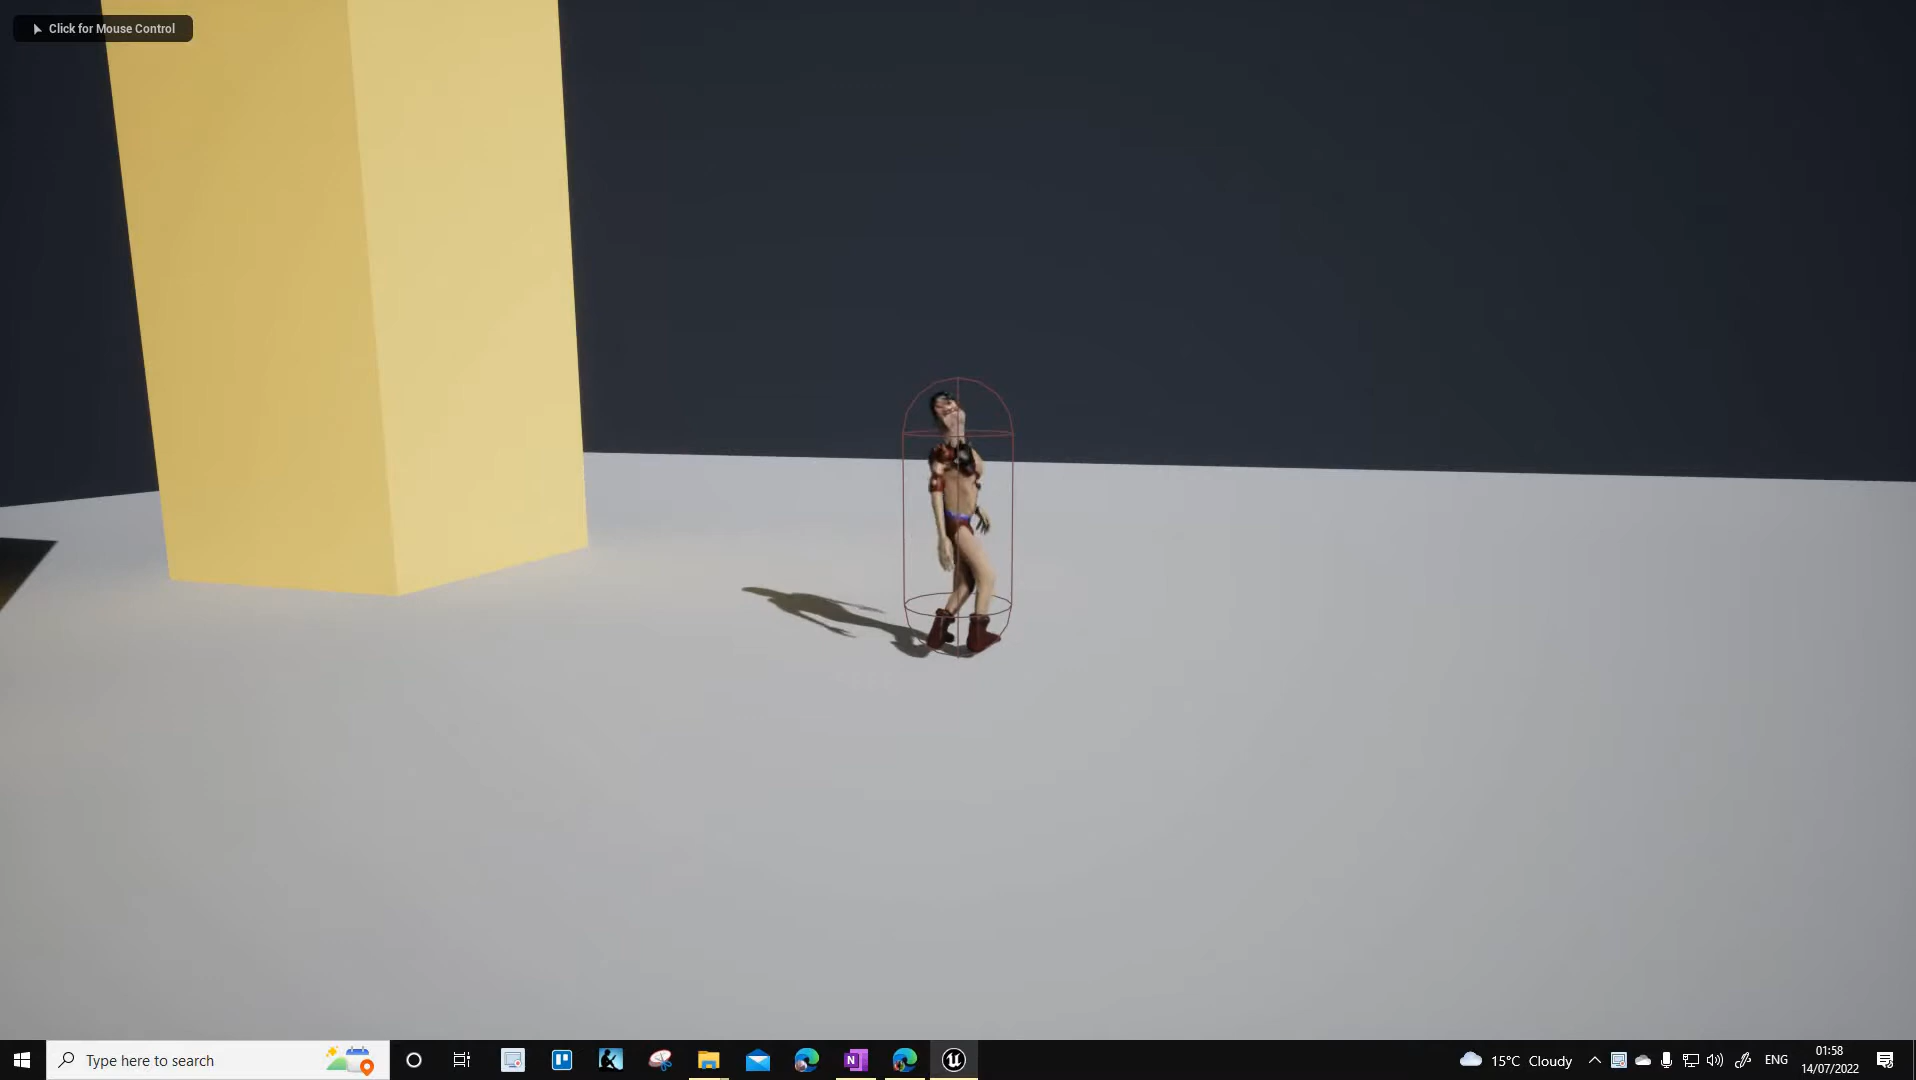 Click for Mouse Control
Type here to search
15°C Cloudy
ENG
01:58
14/07/2022